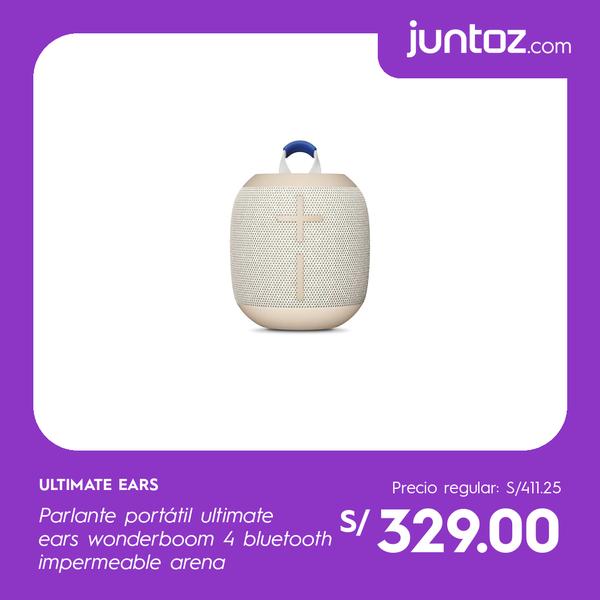 juntoz.com
ULTIMATE EARS
Parlante portátil ultimate
ears wonderboom 4 bluetooth
impermeable arena
Precio regular: S/411.25
S/ 329.00